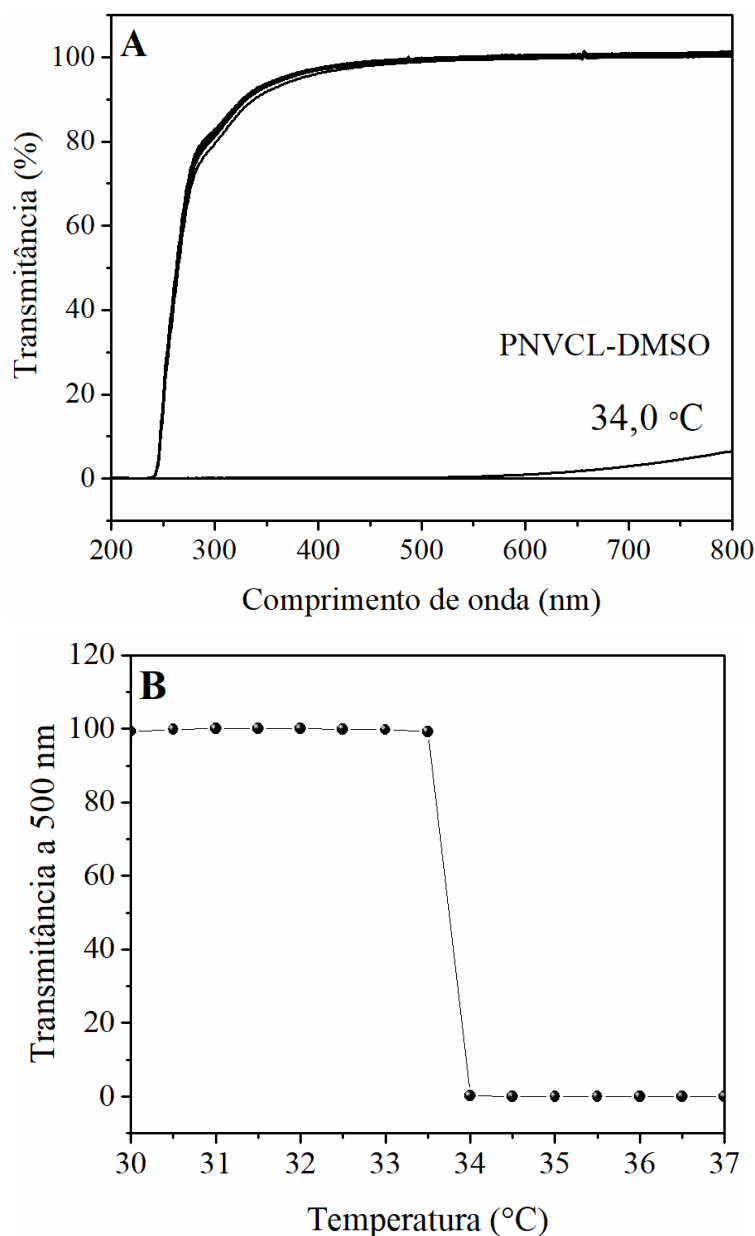 A
Transmitância (%)
100
80
60
40
20
0
PNVCL-DMSO
34,0 °C
200 300 400 500 600 700 800
Comprimento de onda (nm)
B
Transmitância a 500 nm
120
100
80
60
40
20
0
30 31 32 33 34 35 36 37
Temperatura (°C)